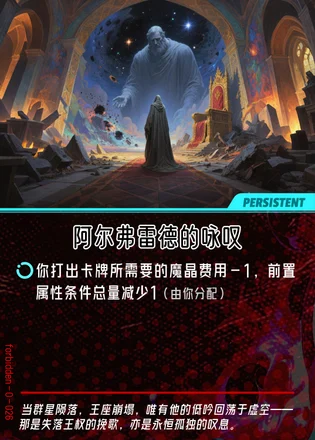 PERSISTENT
阿尔弗雷德的咏叹
你打出卡牌所需要的魔晶费用-1，前置
属性条件总量减少1（由你分配）
当群星陨落，王座崩塌，唯有他的低吟回荡于虚空——
那是失落王权的挽歌，亦是永恒孤独的叹息。
forbidden-0-026